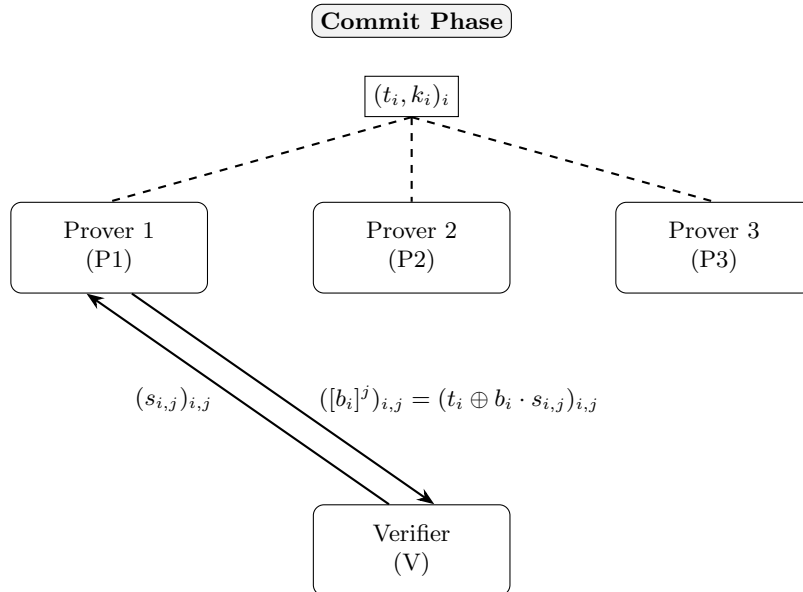 Commit Phase
(t_i, k_i)_i
Prover 1
(P1)
Prover 2
(P2)
Prover 3
(P3)
(s_{i,j})_{i,j}
([b_i]^j)_{i,j} = (t_i ⊕ b_i · s_{i,j})_{i,j}
Verifier
(V)